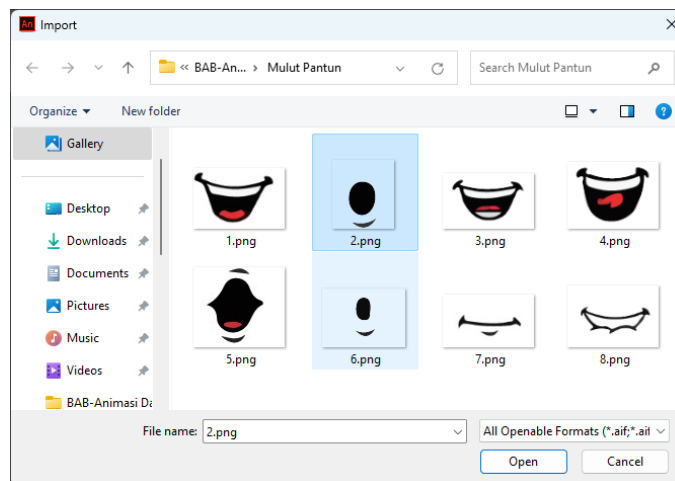 An Import
« BAB-An... › Mulut Pantun
Search Mulut Pantun
Organize
New folder
?
Gallery
Desktop
Downloads
Documents
Pictures
Music
Videos
BAB-Animasi Da
1.png
2.png
3.png
4.png
5.png
6.png
7.png
8.png
File name: 2.png
All Openable Formats (*.aif;*.aif
Open
Cancel